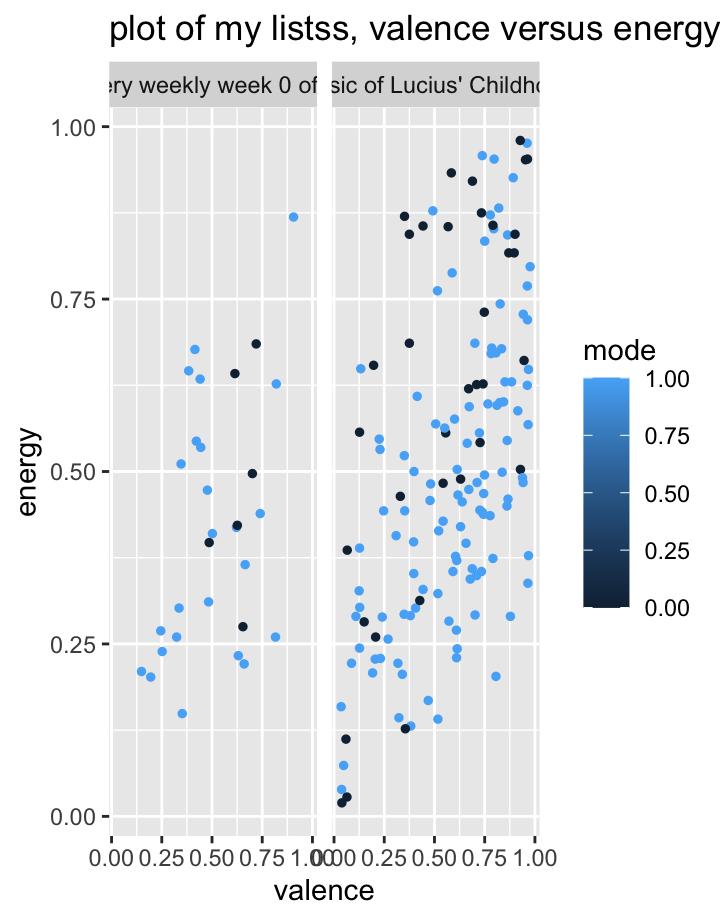 plot of my listss, valence versus energy
ery weekly week 0 of
sic of Lucius' Childho
1.00
0.75
0.50
0.25
0.00
energy
0.00 0.25 0.50 0.75 1.00
0.00 0.25 0.50 0.75 1.00
valence
mode
1.00
0.75
0.50
0.25
0.00